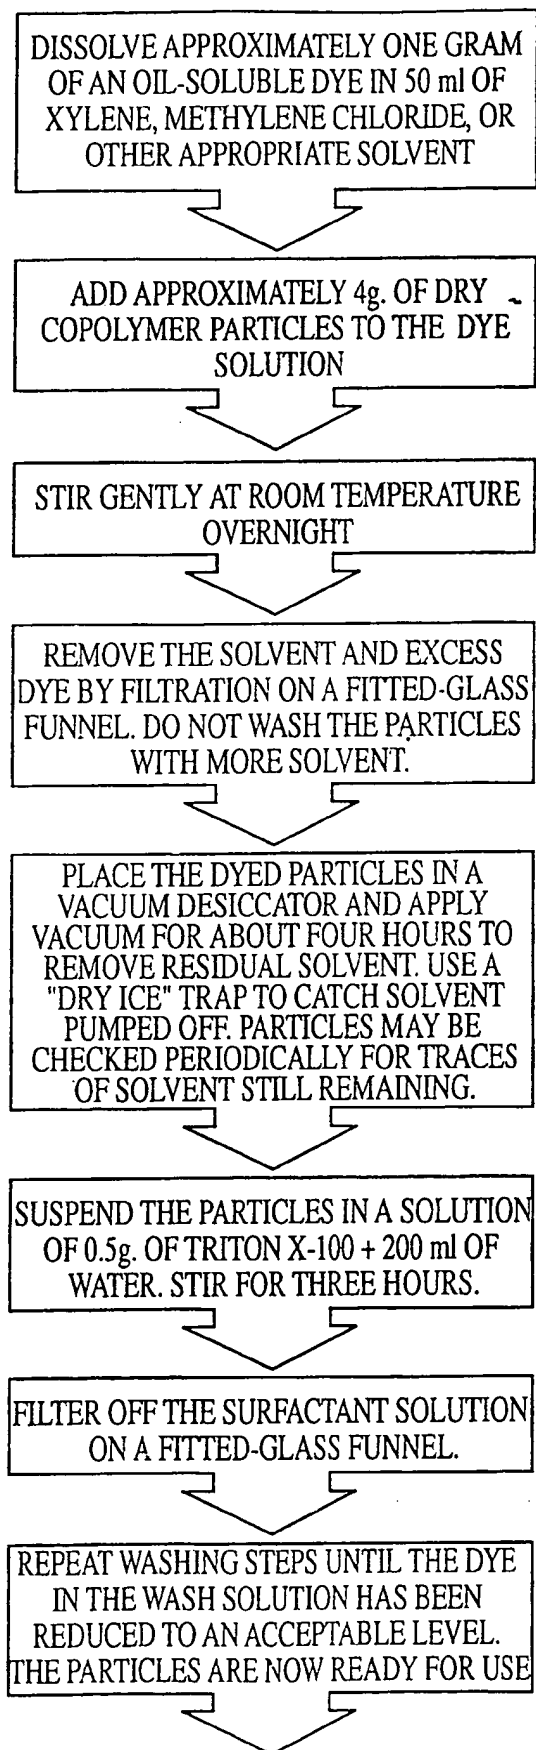 DISSOLVE APPROXIMATELY ONE GRAM
OF AN OIL-SOLUBLE DYE IN 50 ml OF
XYLENE, METHYLENE CHLORIDE, OR
OTHER APPROPRIATE SOLVENT
ADD APPROXIMATELY 4g. OF DRY
COPOLYMER PARTICLES TO THE DYE
SOLUTION
STIR GENTLY AT ROOM TEMPERATURE
OVERNIGHT
REMOVE THE SOLVENT AND EXCESS
DYE BY FILTRATION ON A FITTED-GLASS
FUNNEL. DO NOT WASH THE PARTICLES
WITH MORE SOLVENT.
PLACE THE DYED PARTICLES IN A
VACUUM DESICCATOR AND APPLY
VACUUM FOR ABOUT FOUR HOURS TO
REMOVE RESIDUAL SOLVENT. USE A
"DRY ICE" TRAP TO CATCH SOLVENT
PUMPED OFF. PARTICLES MAY BE
CHECKED PERIODICALLY FOR TRACES
OF SOLVENT STILL REMAINING.
SUSPEND THE PARTICLES IN A SOLUTION
OF 0.5g. OF TRITON X-100 + 200 ml OF
WATER. STIR FOR THREE HOURS.
FILTER OFF THE SURFACTANT SOLUTION
ON A FITTED-GLASS FUNNEL.
REPEAT WASHING STEPS UNTIL THE DYE
IN THE WASH SOLUTION HAS BEEN
REDUCED TO AN ACCEPTABLE LEVEL.
THE PARTICLES ARE NOW READY FOR USE